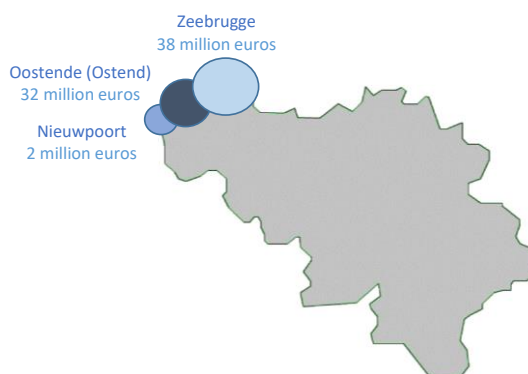 Zeebrugge
38 million euros
Oostende (Ostend)
32 million euros
Nieuwpoort
2 million euros